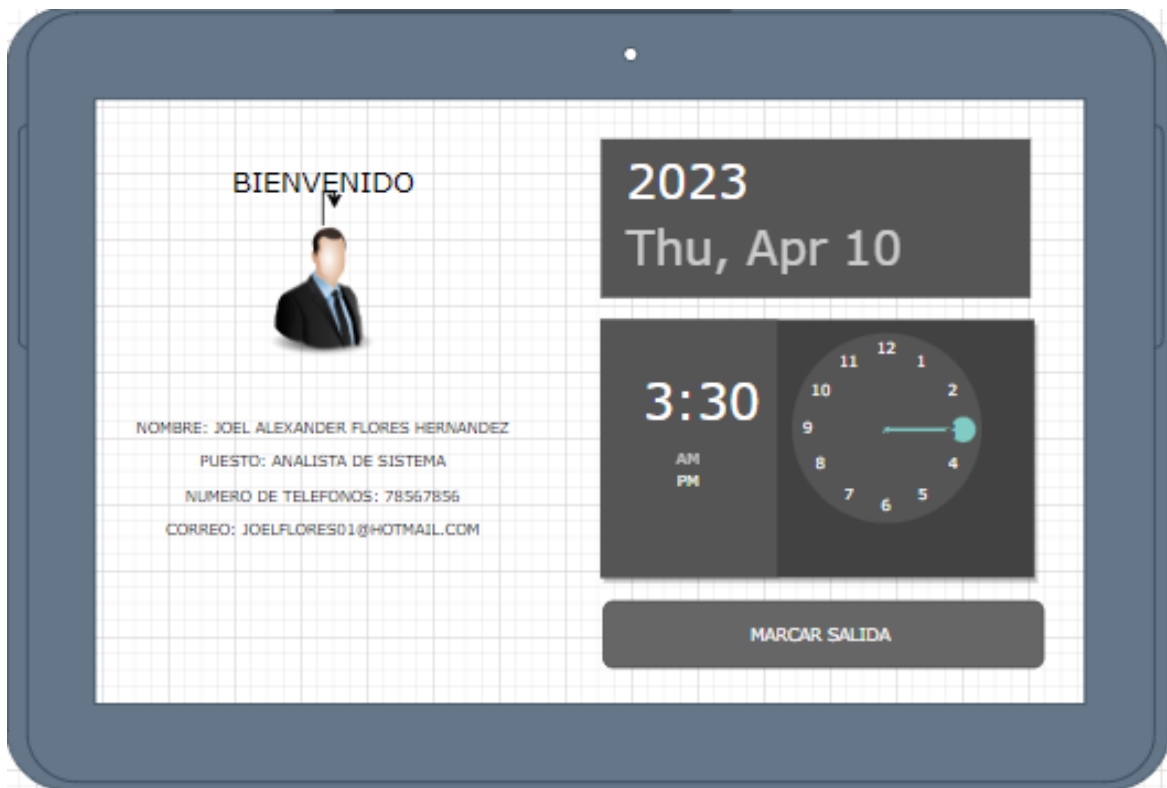 BIENVENIDO
NOMBRE: JOEL ALEXANDER FLORES HERNANDEZ
PUESTO: ANALISTA DE SISTEMA
NUMERO DE TELEFONOS: 78567856
CORREO: JOELFLORES01@HOTMAIL.COM
2023
Thu, Apr 10
3:30
AM
PM
12
1
2
4
5
6
7
8
9
10
11
MARCAR SALIDA